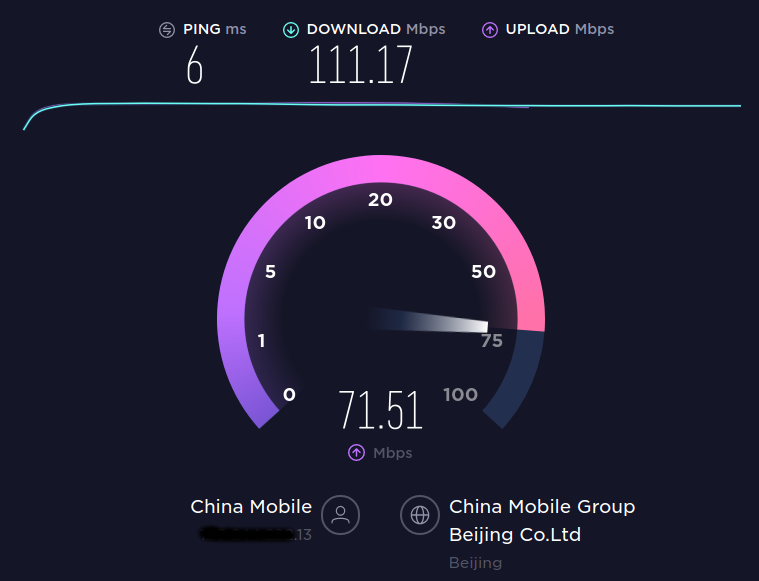 PING ms DOWNLOAD Mbps UPLOAD Mbps
6 111.17
0
1
5
10
20
30
50
75
100
71.51
Mbps
China Mobile
.13
China Mobile Group
Beijing Co.Ltd
Beijing